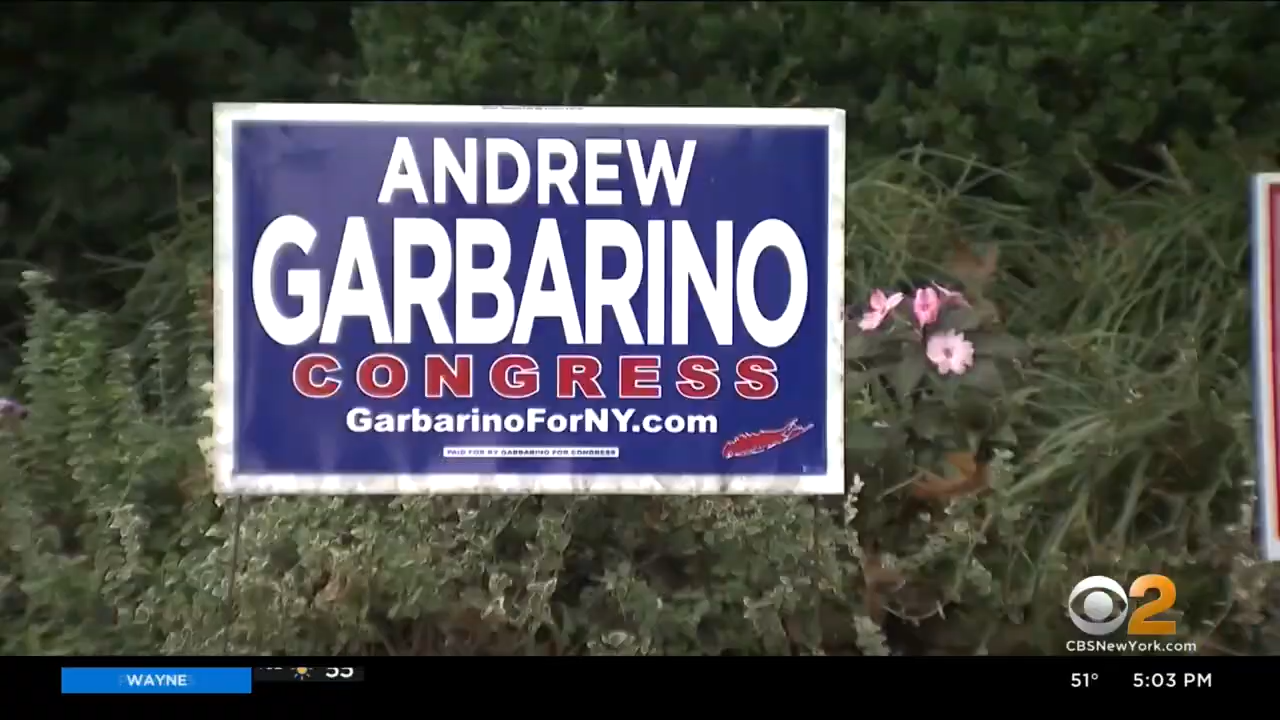 ANDREW
GARBARINO
CONGRESS
GarbarinoForNY.com
PAID FOR BY GARBARINO FOR CONGRESS
2
CBSNewYork.com
WAYNE
55
51° 5:03 PM